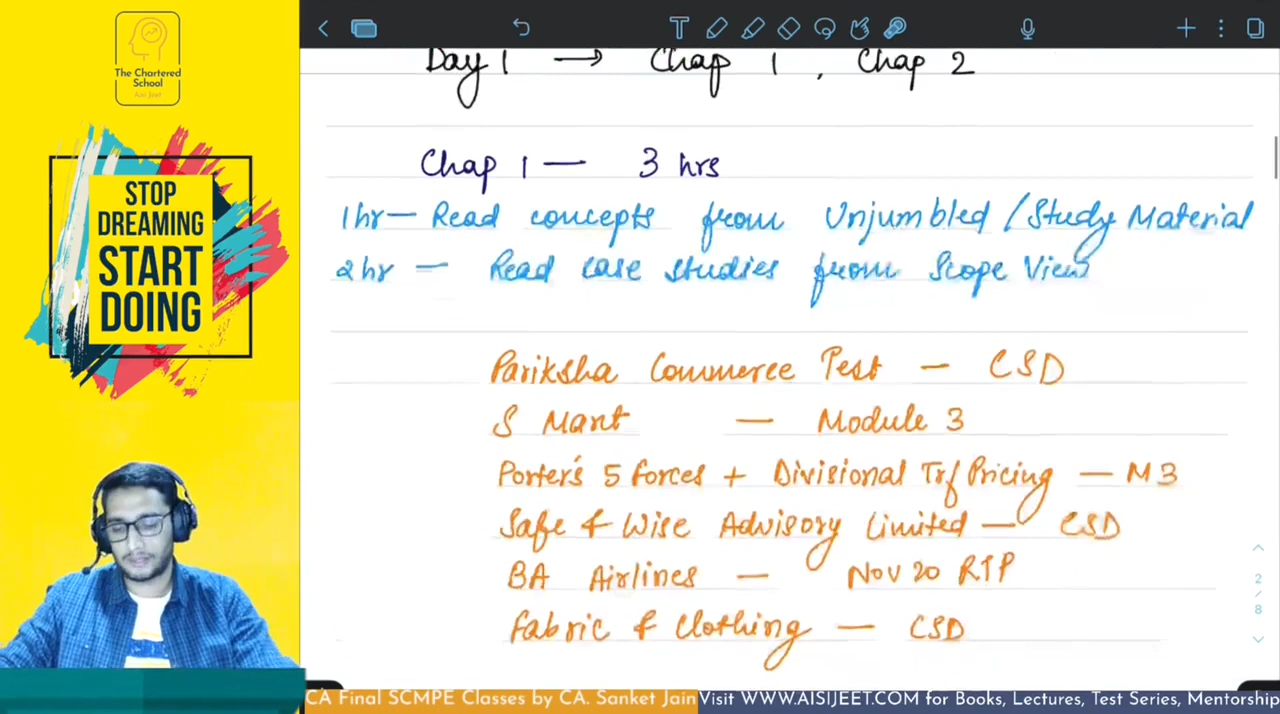 The Chartered
School
Aisi Jeet
STOP
DREAMING
START
DOING
Day 1 → Chap 1 , Chap 2
Chap 1 — 3 hrs
1hr — Read concepts from Unjumbled / Study Material
2hr — Read case studies from Scope View
Pariksha Commerce Test — CSD
S Mart — Module 3
Porter's 5 forces + Divisional Trf Pricing — M3
Safe & Wise Advisory Limited — CSD
BA Airlines — Nov 20 RTP
Fabric & Clothing — CSD
2
/
8
CA Final SCMPE Classes by CA. Sanket Jain Visit WWW.AISIJEET.COM for Books, Lectures, Test Series, Mentorship